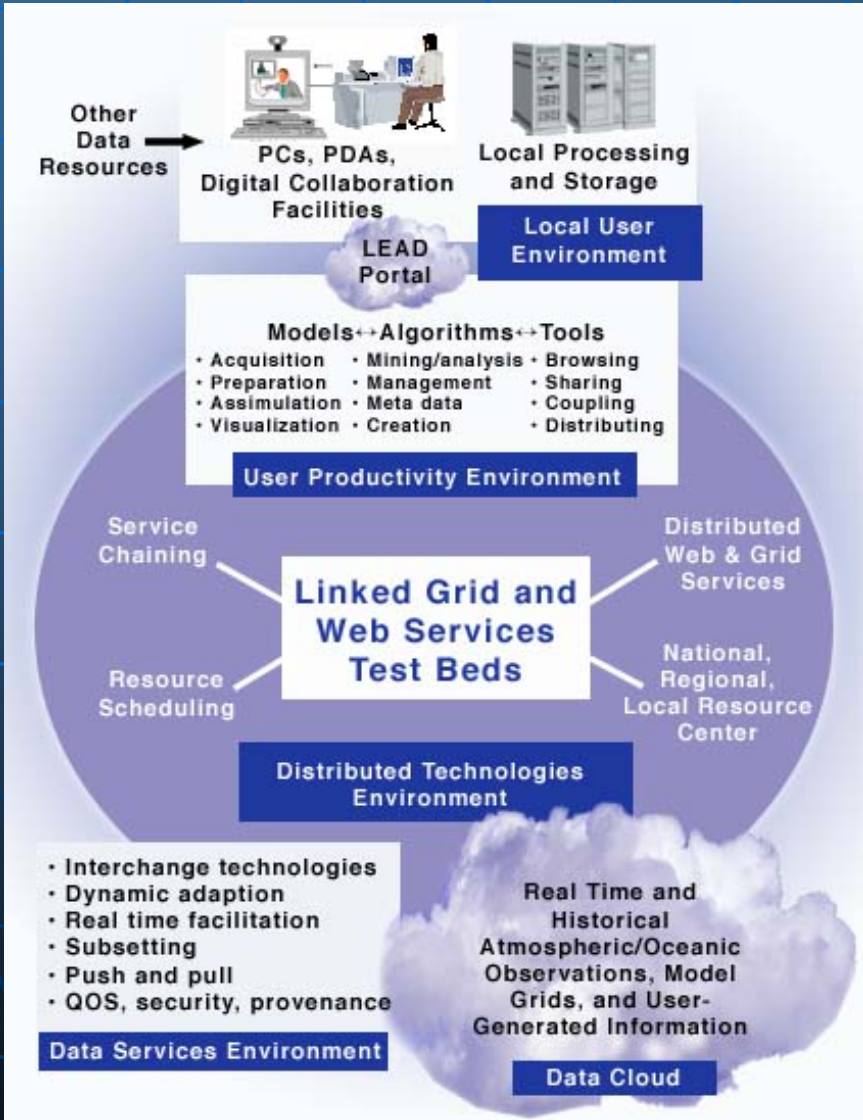 Other
Data
Resources
PCs, PDAs,
Digital Collaboration
Facilities
Local Processing
and Storage
Local User
Environment
LEAD
Portal
Models↔Algorithms↔Tools
· Acquisition · Mining/analysis · Browsing
· Preparation · Management · Sharing
· Assimulation · Meta data · Coupling
· Visualization · Creation · Distributing
User Productivity Environment
Service
Chaining
Distributed
Web & Grid
Services
Linked Grid and
Web Services
Test Beds
Resource
Scheduling
National,
Regional,
Local Resource
Center
Distributed Technologies
Environment
· Interchange technologies
· Dynamic adaption
· Real time facilitation
· Subsetting
· Push and pull
· QOS, security, provenance
Data Services Environment
Real Time and
Historical
Atmospheric/Oceanic
Observations, Model
Grids, and User-
Generated Information
Data Cloud